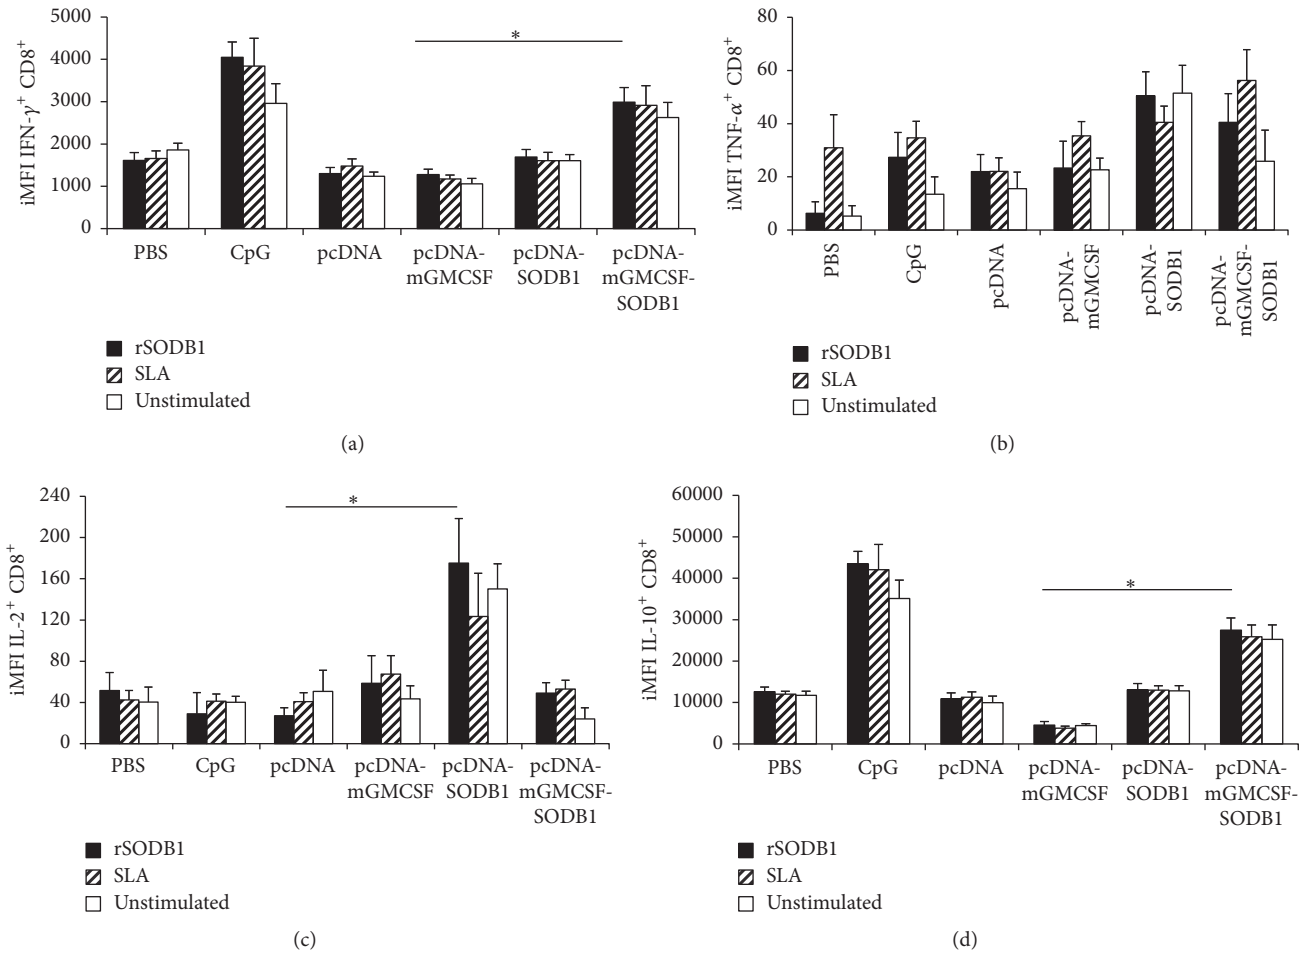 5000
4000
3000
2000
1000
0
iMFI IFN-γ⁺ CD8⁺
*
PBS CpG pcDNA pcDNA-mGMCSF pcDNA-SODB1 pcDNA-mGMCSF-SODB1
rSODB1
SLA
Unstimulated
(a)
80
60
40
20
0
iMFI TNF-α⁺ CD8⁺
PBS
CpG
pcDNA
pcDNA-
mGMCSF
pcDNA-
SODB1
pcDNA-
mGMCSF-
SODB1
rSODB1
SLA
Unstimulated
(b)
240
200
160
120
80
40
0
iMFI IL-2⁺ CD8⁺
*
PBS CpG pcDNA pcDNA- pcDNA- pcDNA-
mGMCSF SODB1 mGMCSF-
SODB1
rSODB1
SLA
Unstimulated
(c)
60000
50000
40000
30000
20000
10000
0
iMFI IL-10⁺ CD8⁺
*
PBS CpG pcDNA pcDNA- pcDNA- pcDNA-
mGMCSF SODB1 mGMCSF-
SODB1
rSODB1
SLA
Unstimulated
(d)